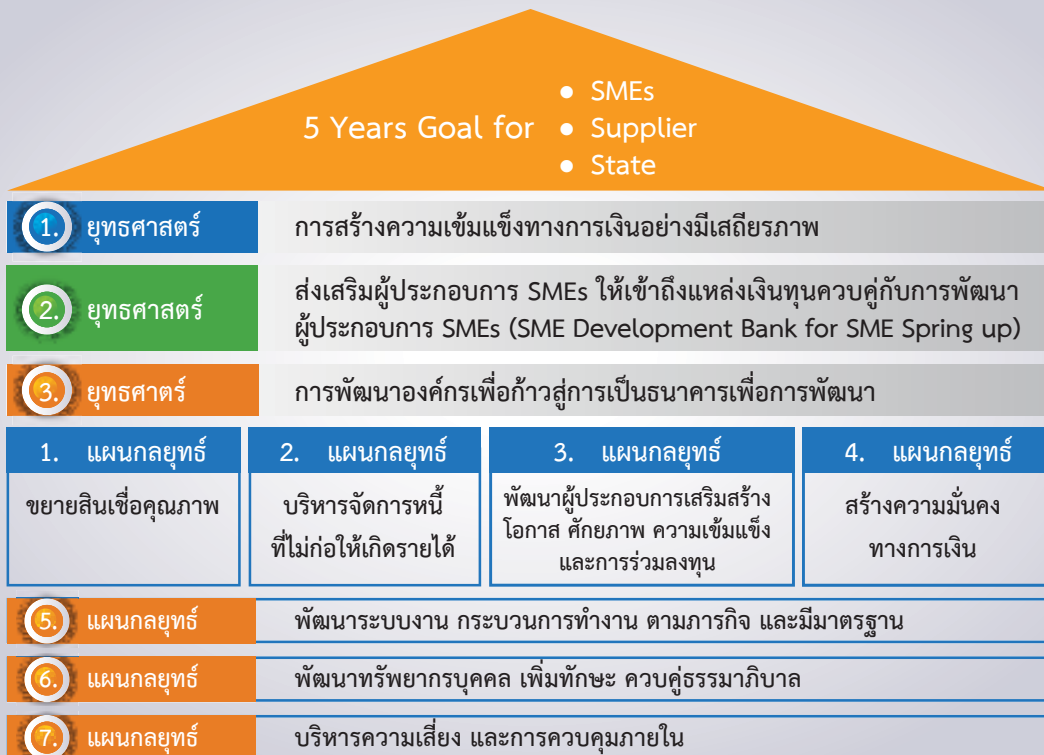 5 Years Goal for
● SMEs
● Supplier
● State
1. ยุทธศาสตร์ การสร้างความเข้มแข็งทางการเงินอย่างมีเสถียรภาพ
2. ยุทธศาสตร์ ส่งเสริมผู้ประกอบการ SMEs ให้เข้าถึงแหล่งเงินทุนควบคู่กับการพัฒนา
ผู้ประกอบการ SMEs (SME Development Bank for SME Spring up)
3. ยุทธศาตร์ การพัฒนาองค์กรเพื่อก้าวสู่การเป็นธนาคารเพื่อการพัฒนา
1. แผนกลยุทธ์
ขยายสินเชื่อคุณภาพ
2. แผนกลยุทธ์
บริหารจัดการหนี้
ที่ไม่ก่อให้เกิดรายได้
3. แผนกลยุทธ์
พัฒนาผู้ประกอบการเสริมสร้าง
โอกาส ศักยภาพ ความเข้มแข็ง
และการร่วมลงทุน
4. แผนกลยุทธ์
สร้างความมั่นคง
ทางการเงิน
5. แผนกลยุทธ์ พัฒนาระบบงาน กระบวนการทำงาน ตามภารกิจ และมีมาตรฐาน
6. แผนกลยุทธ์ พัฒนาทรัพยากรบุคคล เพิ่มทักษะ ควบคู่ธรรมาภิบาล
7. แผนกลยุทธ์ บริหารความเสี่ยง และการควบคุมภายใน